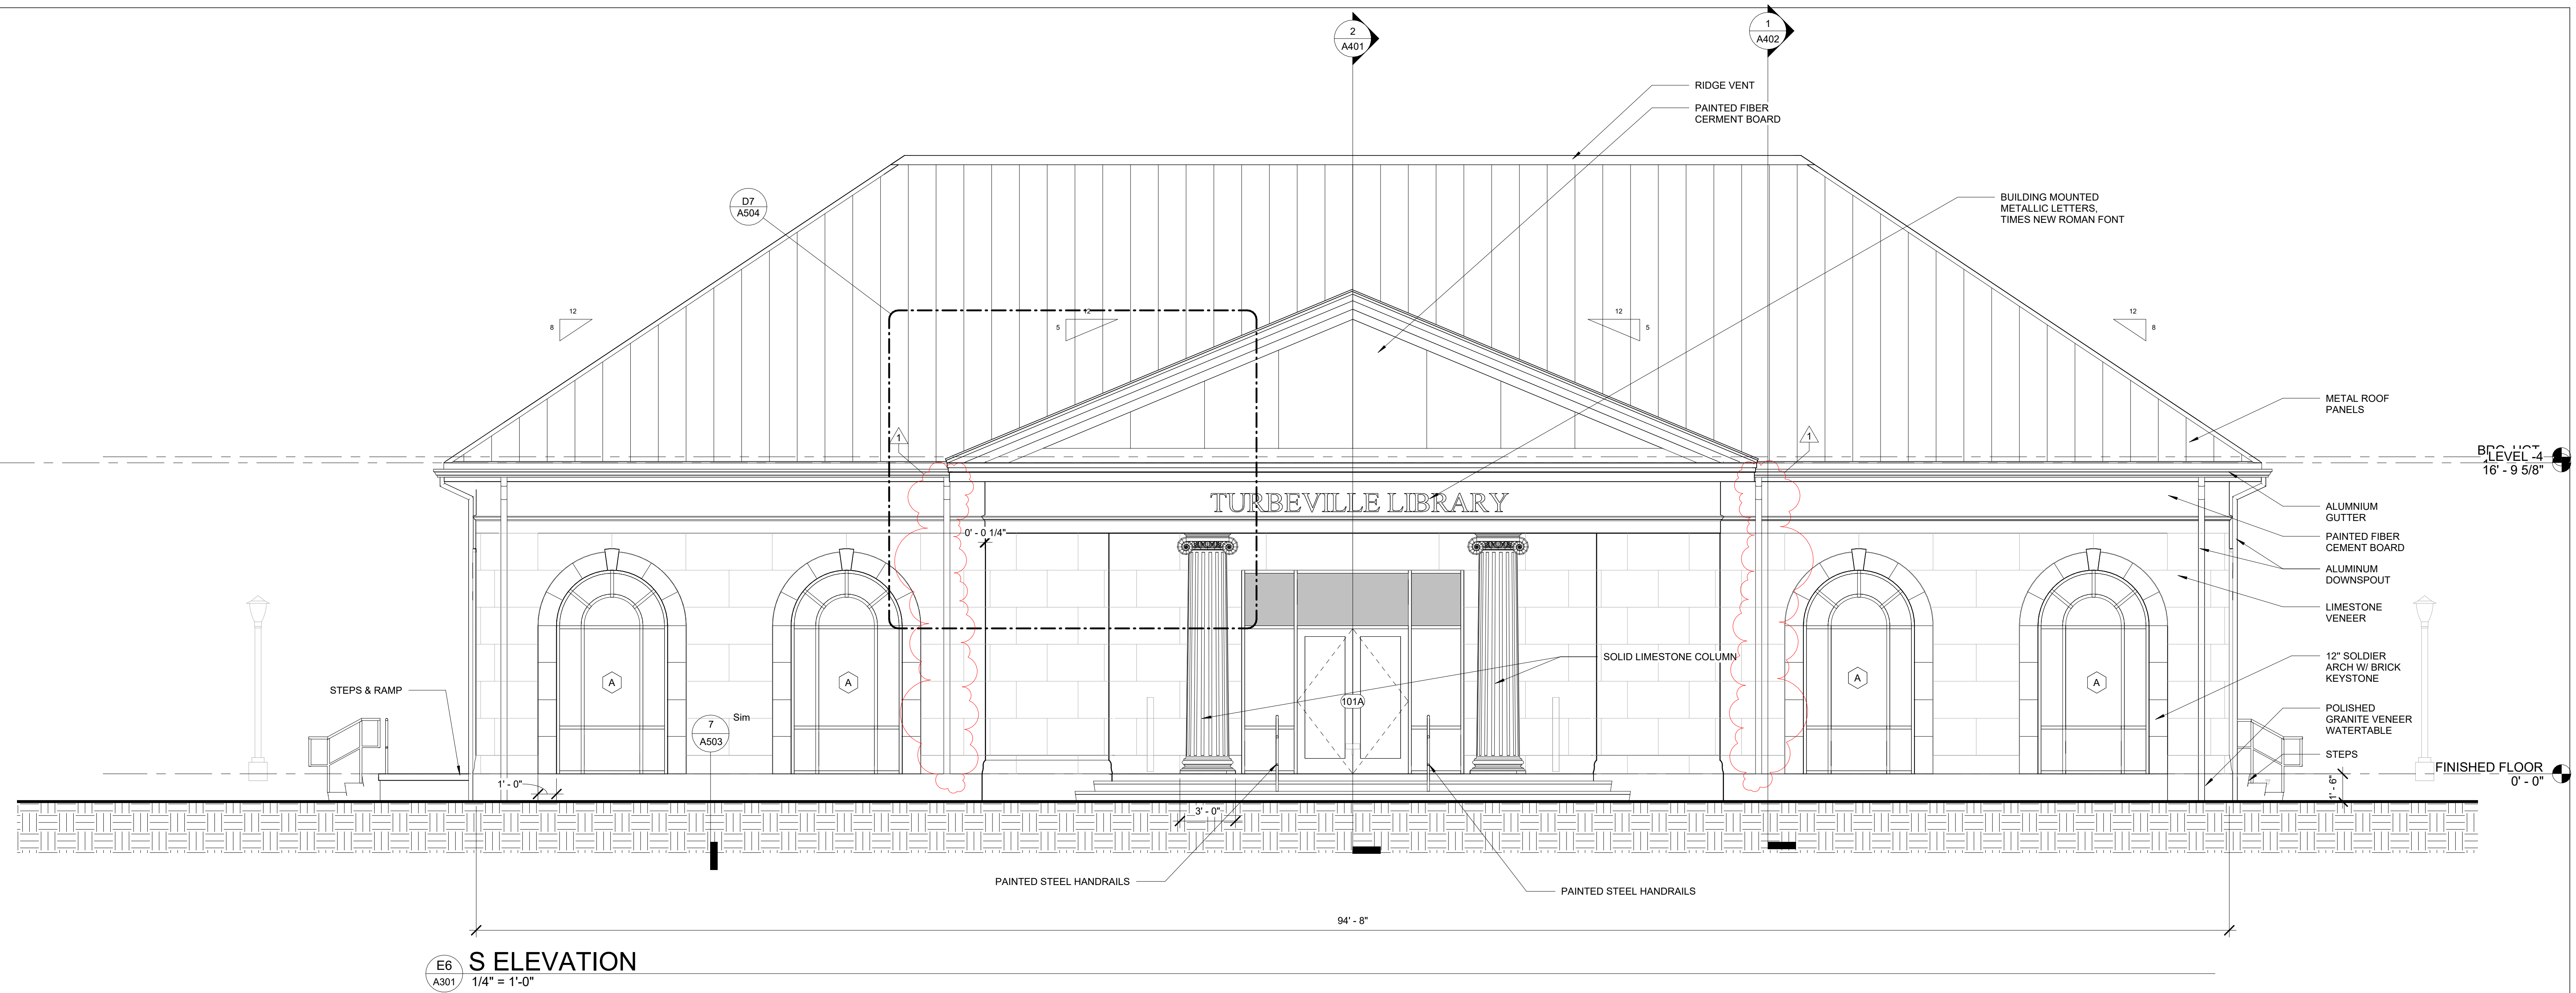 2
A401
1
A402
RIDGE VENT
PAINTED FIBER
CERMENT BOARD
D7
A504
BUILDING MOUNTED
METALLIC LETTERS,
TIMES NEW ROMAN FONT
12
8
12
5
12
5
12
8
METAL ROOF
PANELS
1
1
LEVEL -4
16' - 9 5/8"
TURBEVILLE LIBRARY
ALUMNIUM
GUTTER
0' - 0 1/4"
PAINTED FIBER
CEMENT BOARD
ALUMINUM
DOWNSPOUT
LIMESTONE
VENEER
SOLID LIMESTONE COLUMN
12" SOLDIER
ARCH W/ BRICK
KEYSTONE
A
A
A
A
STEPS & RAMP
101A
7
A503
Sim
POLISHED
GRANITE VENEER
WATERTABLE
STEPS
FINISHED FLOOR
0' - 0"
1' - 0"
1' - 6"
3' - 0"
PAINTED STEEL HANDRAILS
PAINTED STEEL HANDRAILS
94' - 8"
E6
A301
S ELEVATION
1/4" = 1'-0"